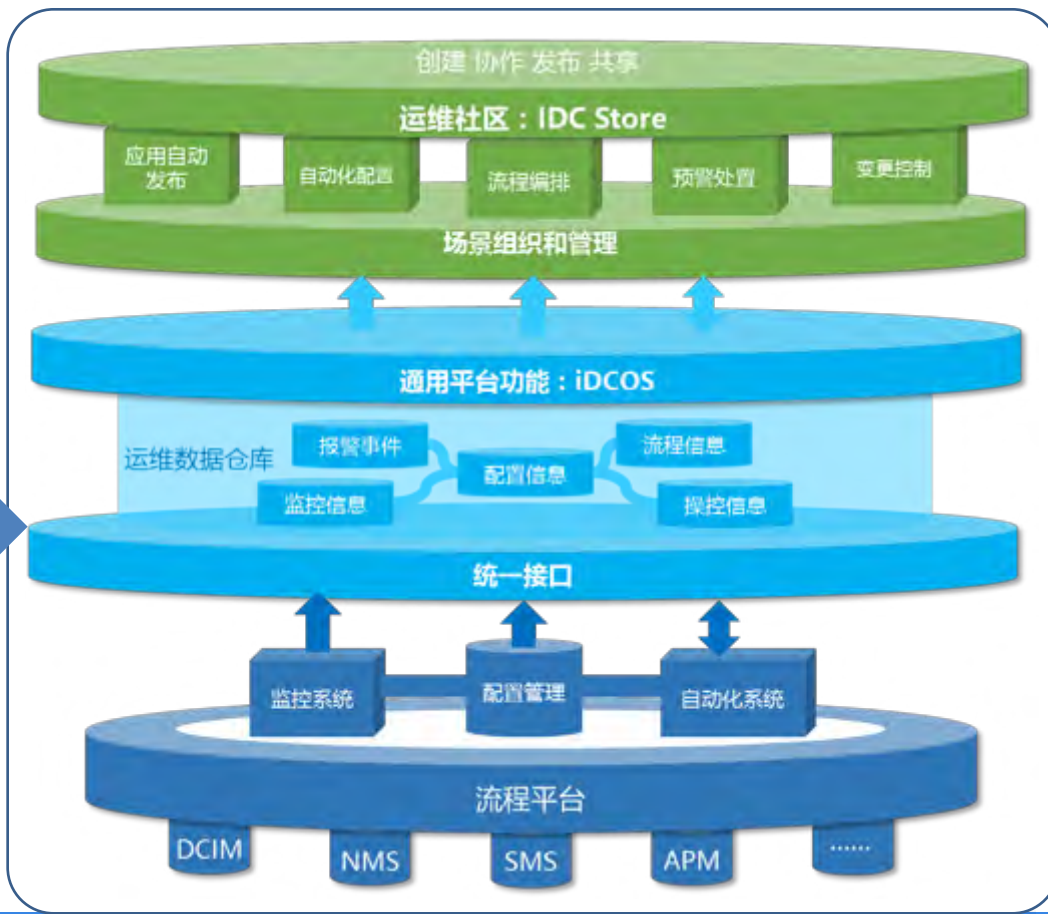 创建 协作 发布 共享
运维社区：IDC Store
应用自动
发布
自动化配置
流程编排
预警处置
变更控制
场景组织和管理
通用平台功能：iDCOS
运维数据仓库
报警事件
流程信息
配置信息
监控信息
操控信息
统一接口
监控系统
配置管理
自动化系统
流程平台
DCIM
NMS
SMS
APM
……